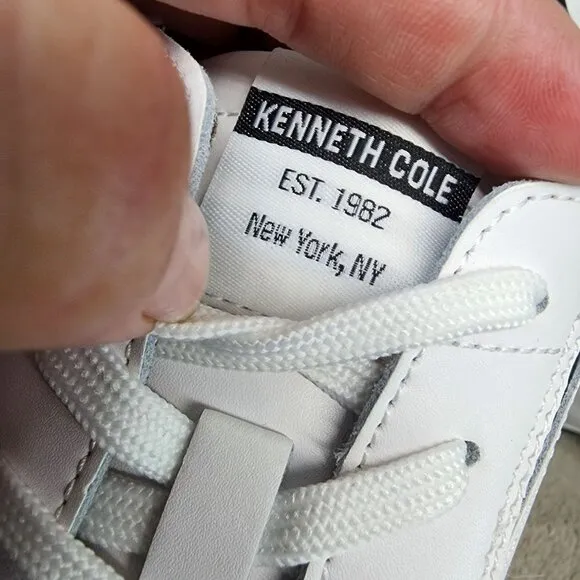 KENNETH COLE
EST. 1982
New York, NY